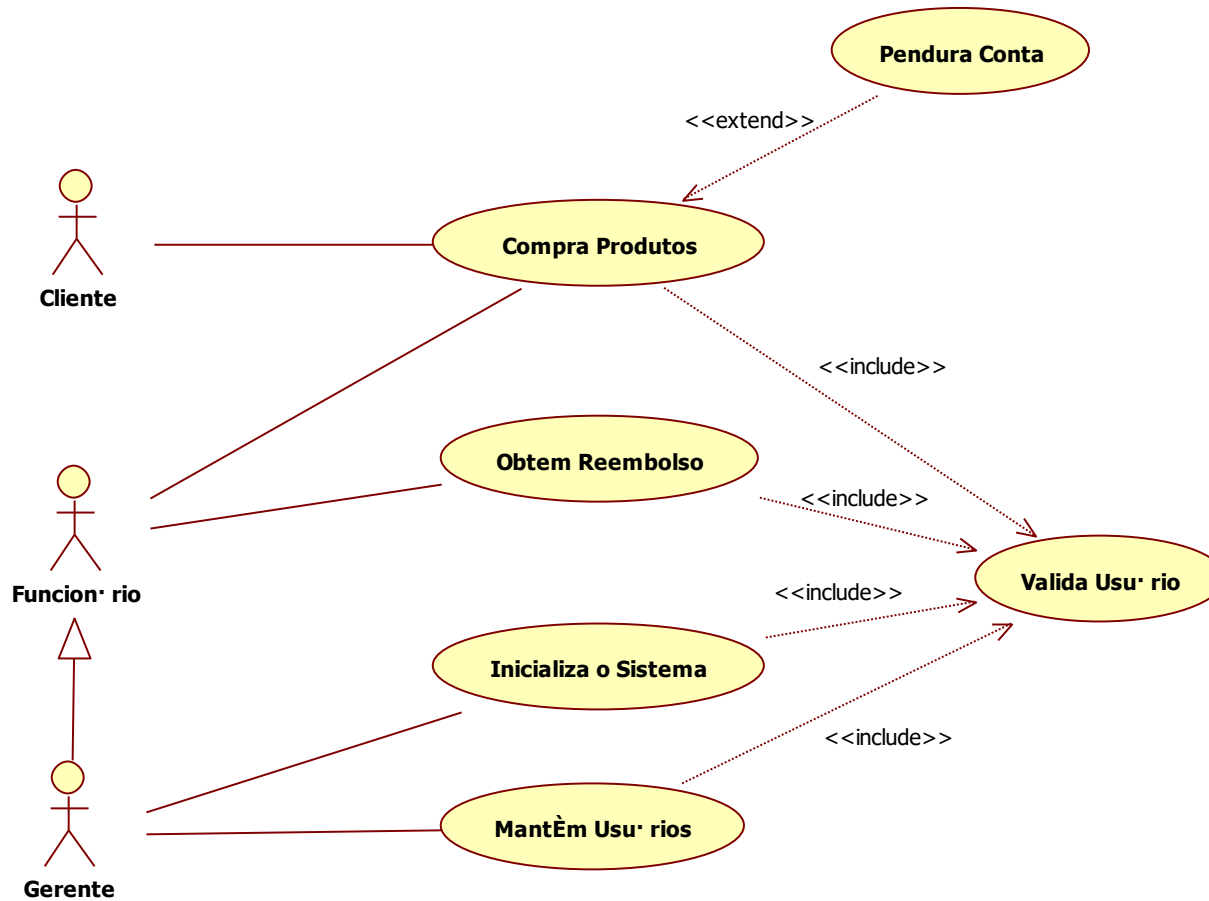 Pendura Conta
<<extend>>
Compra Produtos
Cliente
<<include>>
Obtem Reembolso
<<include>>
Funcion· rio
Valida Usu· rio
<<include>>
Inicializa o Sistema
<<include>>
MantÈm Usu· rios
Gerente